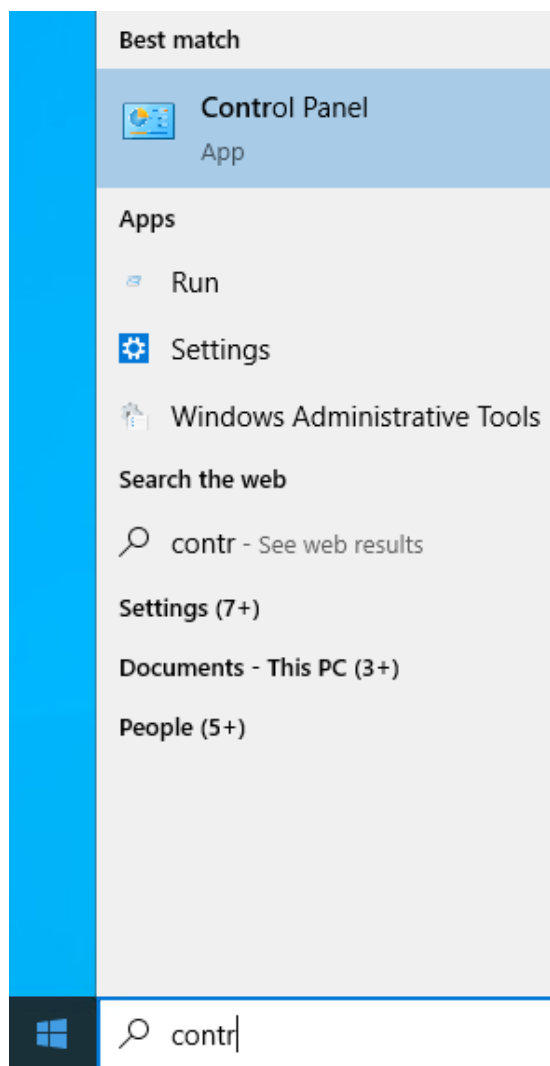 Best match
Control Panel
App
Apps
Run
Settings
Windows Administrative Tools
Search the web
contr - See web results
Settings (7+)
Documents - This PC (3+)
People (5+)
contr